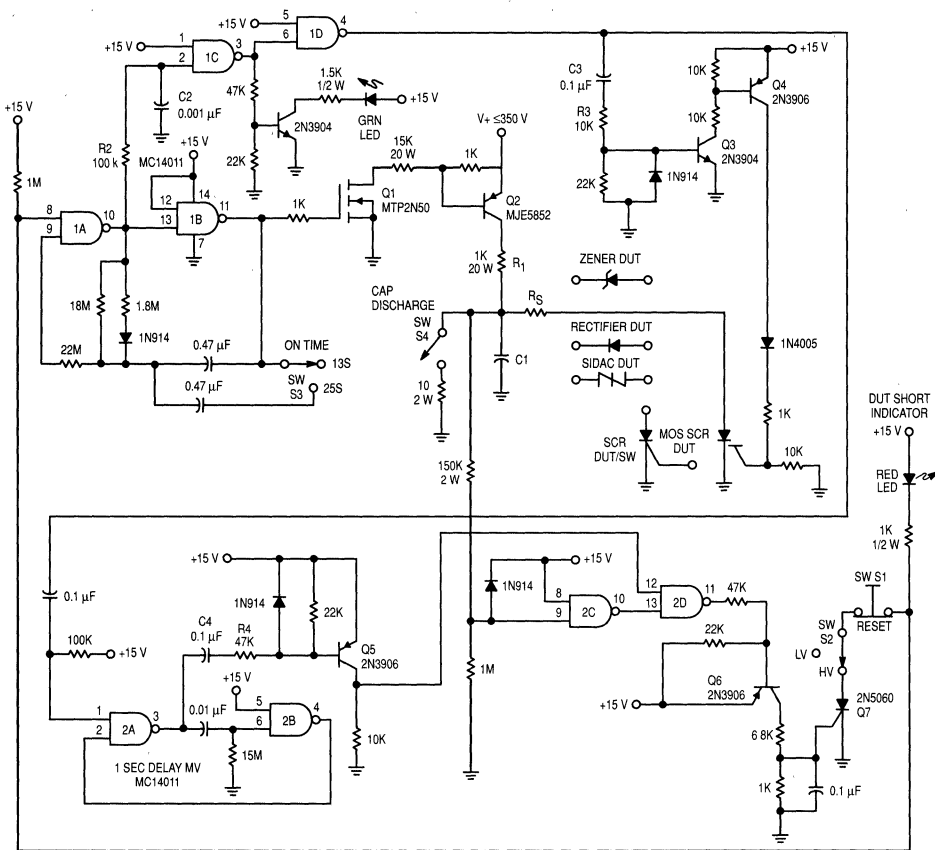 5
4
+15 V
6
1D
1
3
+15 V
2
1C
C2
0.001 µF
47K
1.5K
1/2 W
+15 V
GRN
LED
2N3904
22K
C3
0.1 µF
R3
10K
22K
1N914
10K
10K
+15 V
Q4
2N3906
Q3
2N3904
+15 V
1M
R2
100 k
+15 V
MC14011
12
14
13
1B
11
7
8
9
1A
10
1K
Q1
MTP2N50
15K
20 W
1K
V+ ≤350 V
Q2
MJE5852
1K
20 W
R1
18M
1.8M
1N914
22M
0.47 µF
0.47 µF
ON TIME
13S
SW
S3
25S
CAP
DISCHARGE
SW
S4
10
2 W
C1
RS
ZENER DUT
RECTIFIER DUT
SIDAC DUT
SCR
DUT/SW
MOS SCR
DUT
1N4005
1K
10K
DUT SHORT
INDICATOR
+15 V
RED
LED
1K
1/2 W
150K
2 W
0.1 µF
100K
+15 V
+15 V
1N914
22K
C4
0.1 µF
R4
47K
Q5
2N3906
10K
+15 V
1
2
2A
3
0.01 µF
15M
5
6
2B
4
1 SEC DELAY MV
MC14011
1N914
+15 V
8
9
2C
10
1M
12
13
2D
11
47K
22K
Q6
2N3906
+15 V
6 8K
1K
0.1 µF
SW S1
RESET
SW
S2
LV
HV
2N5060
Q7